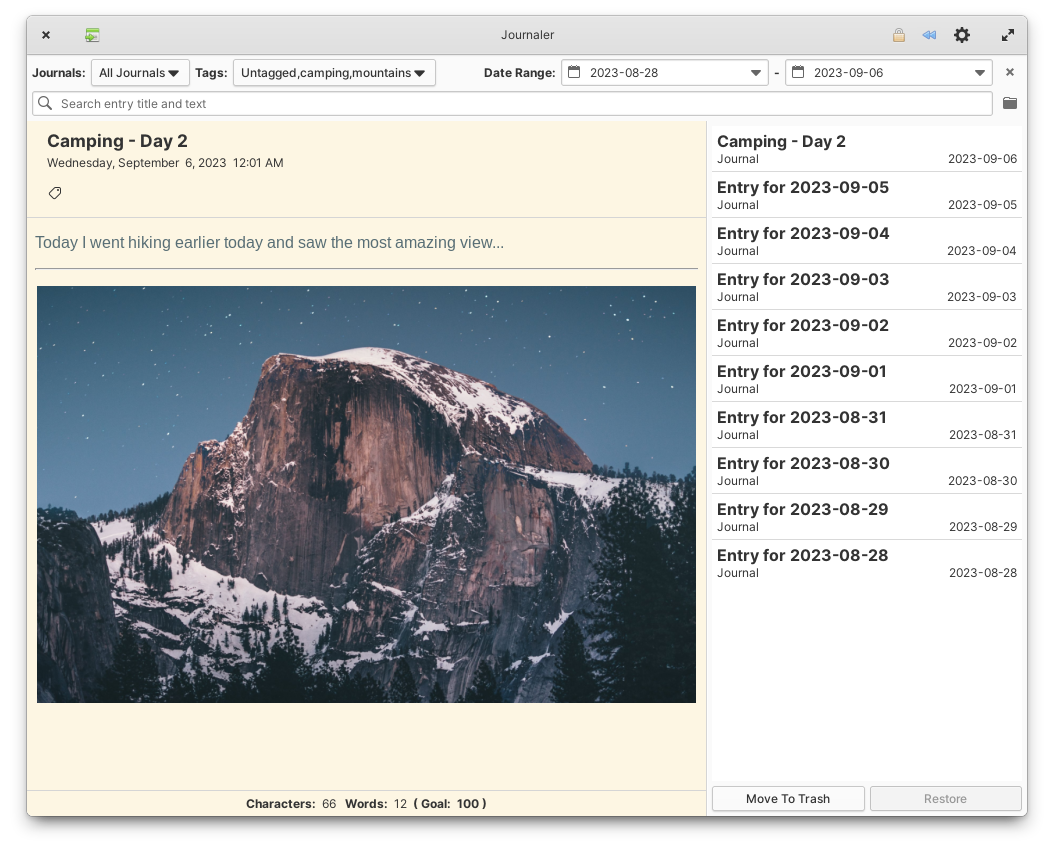 Journaler
Journals: All Journals Tags: Untagged,camping,mountains Date Range: 2023-08-28 - 2023-09-06
Search entry title and text
Camping - Day 2
Wednesday, September 6, 2023 12:01 AM
Today I went hiking earlier today and saw the most amazing view...
Characters: 66 Words: 12 ( Goal: 100 )
Camping - Day 2
Journal 2023-09-06
Entry for 2023-09-05
Journal 2023-09-05
Entry for 2023-09-04
Journal 2023-09-04
Entry for 2023-09-03
Journal 2023-09-03
Entry for 2023-09-02
Journal 2023-09-02
Entry for 2023-09-01
Journal 2023-09-01
Entry for 2023-08-31
Journal 2023-08-31
Entry for 2023-08-30
Journal 2023-08-30
Entry for 2023-08-29
Journal 2023-08-29
Entry for 2023-08-28
Journal 2023-08-28
Move To Trash Restore